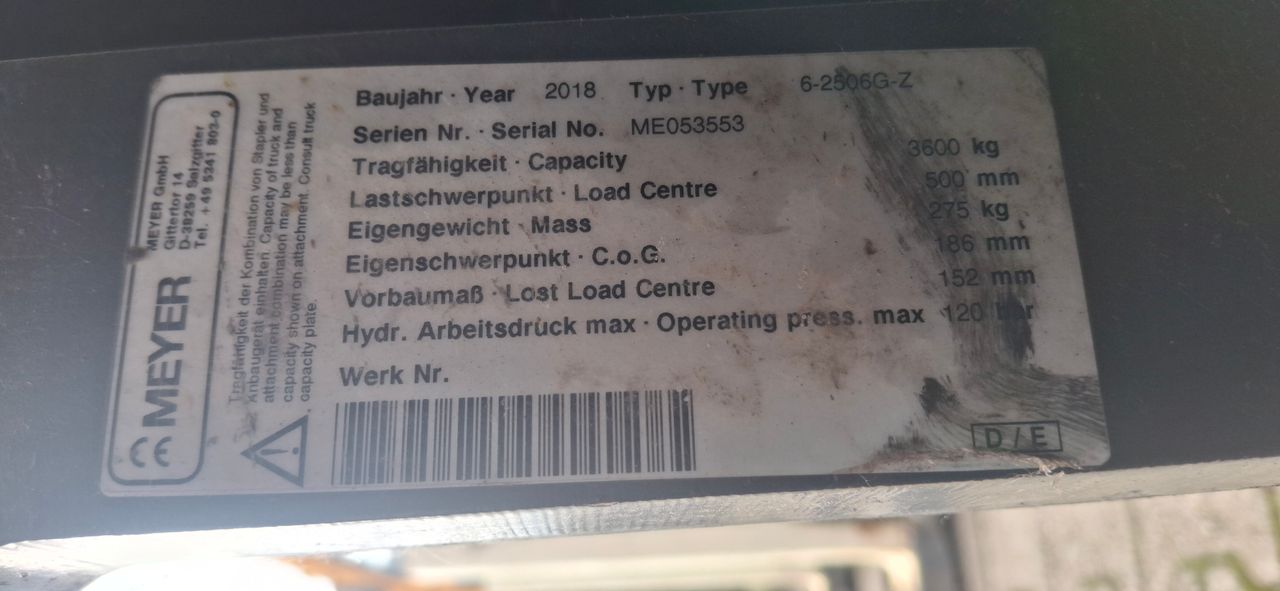 Baujahr · Year 2018 Typ · Type 6-2506G-Z
Serien Nr. · Serial No. ME053553
Tragfähigkeit · Capacity 3600 kg
Lastschwerpunkt · Load Centre 500 mm
Eigengewicht · Mass 275 kg
Eigenschwerpunkt · C.o.G. 186 mm
Vorbaumaß · Lost Load Centre 152 mm
Hydr. Arbeitsdruck max · Operating press. max 120 bar
Werk Nr.
D / E
CE MEYER
MEYER GmbH
Gitterlor 14
D-38259 Salzgitter
Tel. +49 5341 803-0
Tragfähigkeit der Kombination von Stapler und
Anbaugerät einhalten. Capacity of truck and
attachment combination may be less than
capacity shown on attachment. Consult truck
capacity plate.